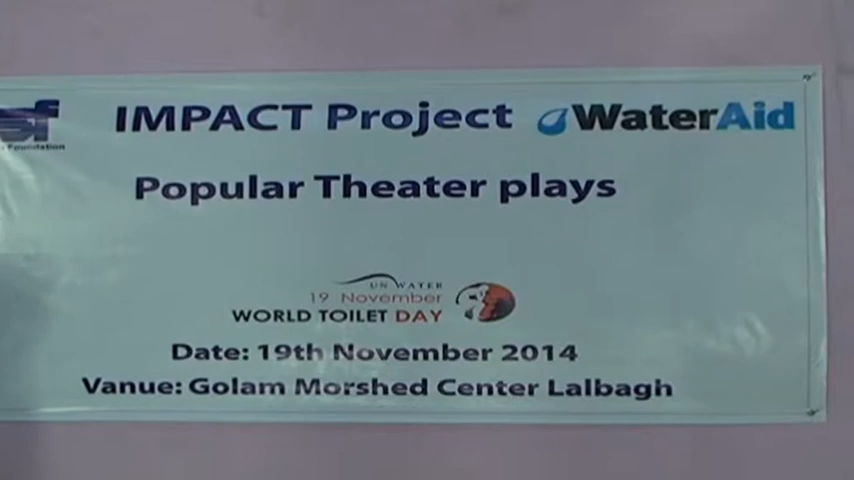 IMPACT Project WaterAid
Foundation
Popular Theater plays
UN WATER
19 November
WORLD TOILET DAY
Date: 19th November 2014
Vanue: Golam Morshed Center Lalbagh